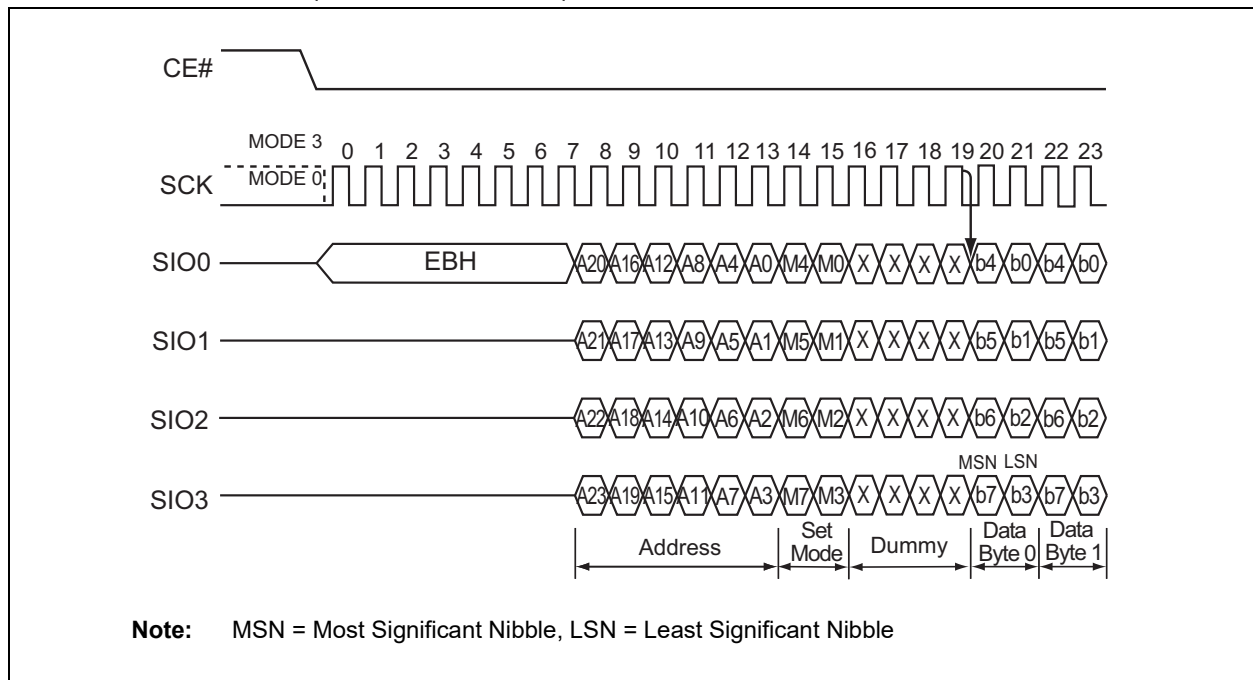 CE#
MODE 3
0 1 2 3 4 5 6 7 8 9 10 11 12 13 14 15 16 17 18 19 20 21 22 23
SCK
MODE 0
SIO0 EBH A20 A16 A12 A8 A4 A0 M4 M0 X X X X b4 b0 b4 b0
SIO1 A21 A17 A13 A9 A5 A1 M5 M1 X X X X b5 b1 b5 b1
SIO2 A22 A18 A14 A10 A6 A2 M6 M2 X X X X b6 b2 b6 b2
MSN LSN
SIO3 A23 A19 A15 A11 A7 A3 M7 M3 X X X X b7 b3 b7 b3
Address Set Mode Dummy Data Byte 0 Data Byte 1
Note: MSN = Most Significant Nibble, LSN = Least Significant Nibble